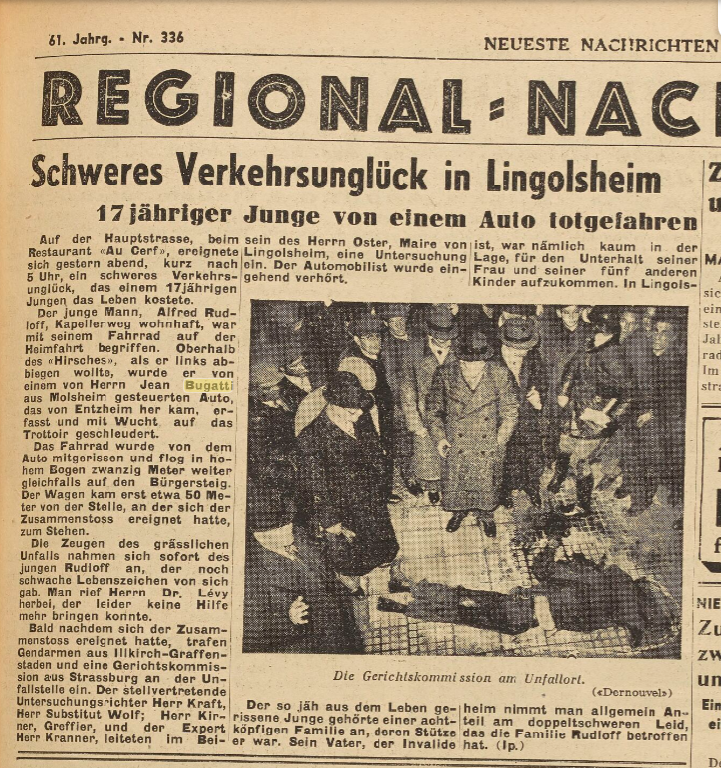 61. Jahrg. - Nr. 336
NEUESTE NACHRICHTEN
REGIONAL-NAC
Schweres Verkehrsunglück in Lingolsheim
17jähriger Junge von einem Auto totgefahren
Auf der Hauptstrasse, beim
Restaurant «Au Cerf», ereignete
sich gestern abend, kurz nach
5 Uhr, ein schweres Verkehrs-
unglück, das einem 17jährigen
Jungen das Leben kostete.
Der junge Mann, Alfred Rud-
loff, Kapellerweg wohnhaft, war
mit seinem Fahrrad auf der
Heimfahrt begriffen. Oberhalb
des «Hirsches», als er links ab-
biegen wollte, wurde er von
einem von Herrn Jean Bugatti
aus Molsheim gesteuerten Auto,
das von Entzheim her kam, er-
fasst und mit Wucht auf das
Trottoir geschleudert.
Das Fahrrad wurde von dem
Auto mitgerissen und flog in ho-
hem Bogen zwanzig Meter weiter
gleichfalls auf den Bürgersteig.
Der Wagen kam erst etwa 50 Me-
ter von der Stelle, an der sich der
Zusammenstoss ereignet hatte,
zum Stehen.
Die Zeugen des grässlichen
Unfalls nahmen sich sofort des
jungen Rudloff an, der noch
schwache Lebenszeichen von sich
gab. Man rief Herrn Dr. Lévy
herbei, der leider keine Hilfe
mehr bringen konnte.
Bald nachdem sich der Zusam-
menstoss ereignet hatte, trafen
Gendarmen aus Illkirch-Graffen-
staden und eine Gerichtskommis-
sion aus Strassburg an der Un-
fallstelle ein. Der stellvertretende
Untersuchungsrichter Herr Kraft,
Herr Substitut Wolf; Herr Kir-
ner, Greffier, und der Expert
Herr Kranner, leiteten im Bei-
sein des Herrn Oster, Maire von
Lingolsheim, eine Untersuchung
ein. Der Automobilist wurde ein-
gehend verhört.
Die Gerichtskommission am Unfallort.
(«Dernouvel»)
Der so jäh aus dem Leben ge-
rissene Junge gehörte einer acht-
köpfigen Familie an, deren Stütze
er war. Sein Vater, der Invalide
ist, war nämlich kaum in der
Lage, für den Unterhalt seiner
Frau und seiner fünf anderen
Kinder aufzukommen. In Lingols-
heim nimmt man allgemein An-
teil am doppeltschweren Leid,
das die Familie Rudloff betroffen
hat. (lp.)
Z
u
MA
sic
ein
ste
Jal
rad
Im
stra
f
NIE
Zu
zw
un
Ein
ei